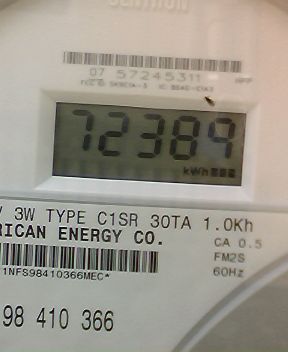 CENTRION
07 57245311
72389
kWh
V 3W TYPE C1SR 30TA 1.0Kh
RICAN ENERGY CO.
CA 0.5
FM2S
60Hz
1NFS98410366MEC*
98 410 366